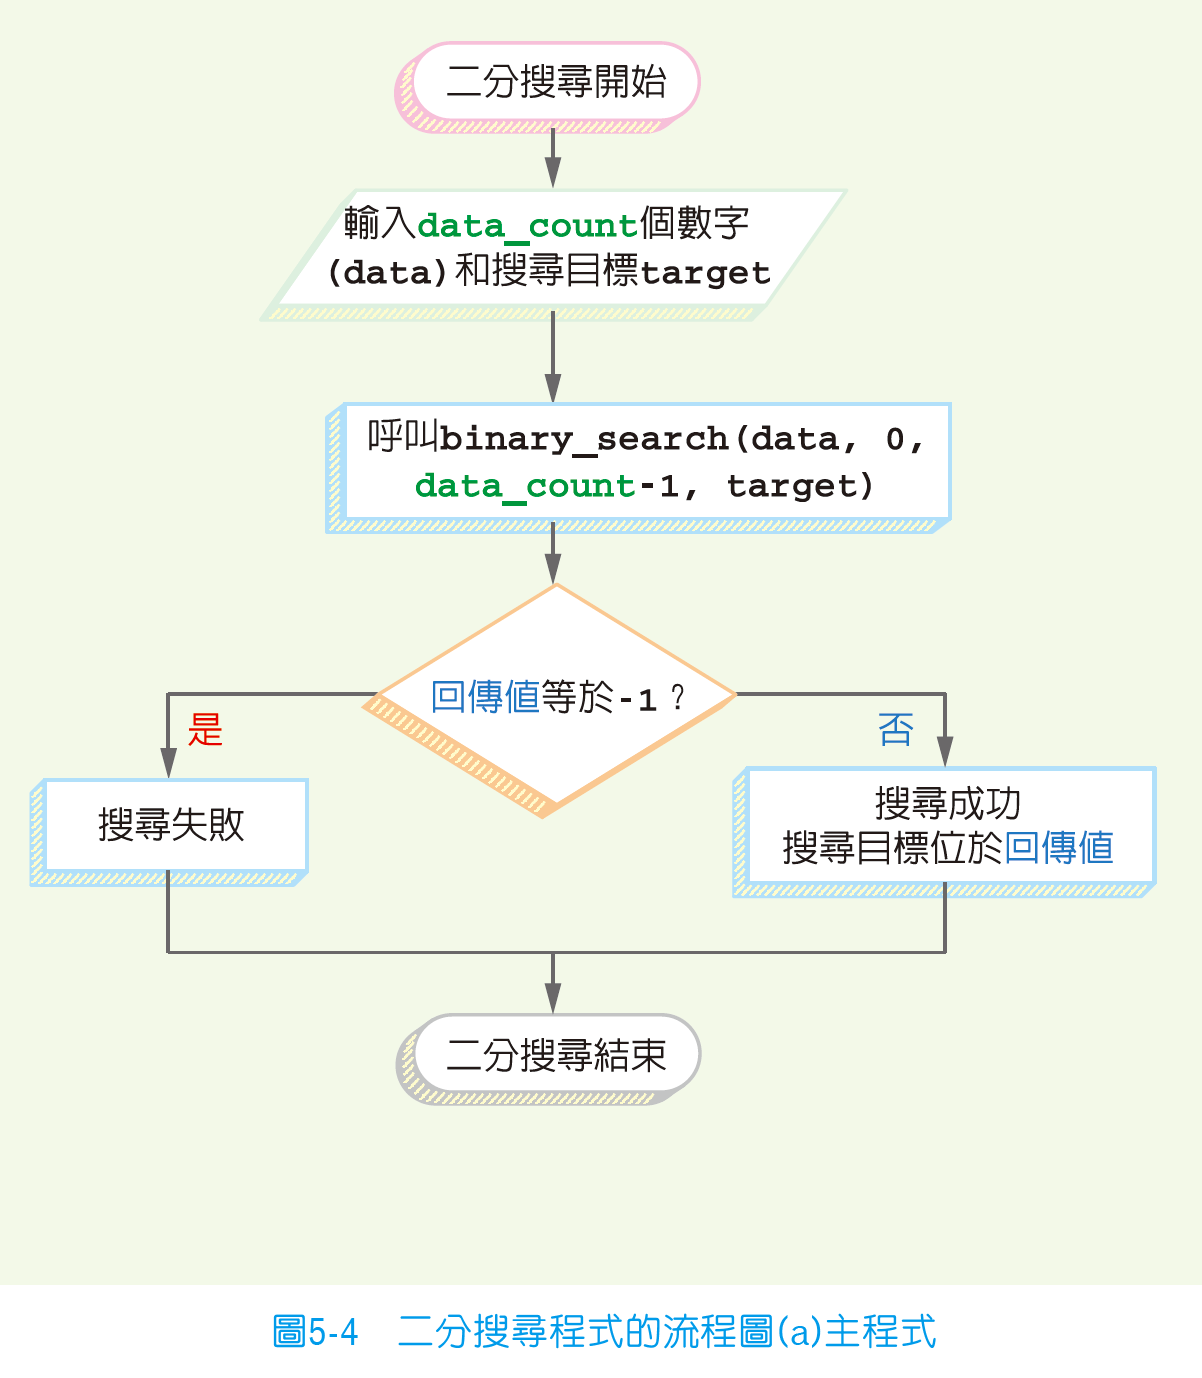 二分搜尋開始
輸入data_count個數字
(data)和搜尋目標target
呼叫binary_search(data, 0,
data_count-1, target)
回傳值等於-1？
是
否
搜尋失敗
搜尋成功
搜尋目標位於回傳值
二分搜尋結束
圖5-4　二分搜尋程式的流程圖(a)主程式